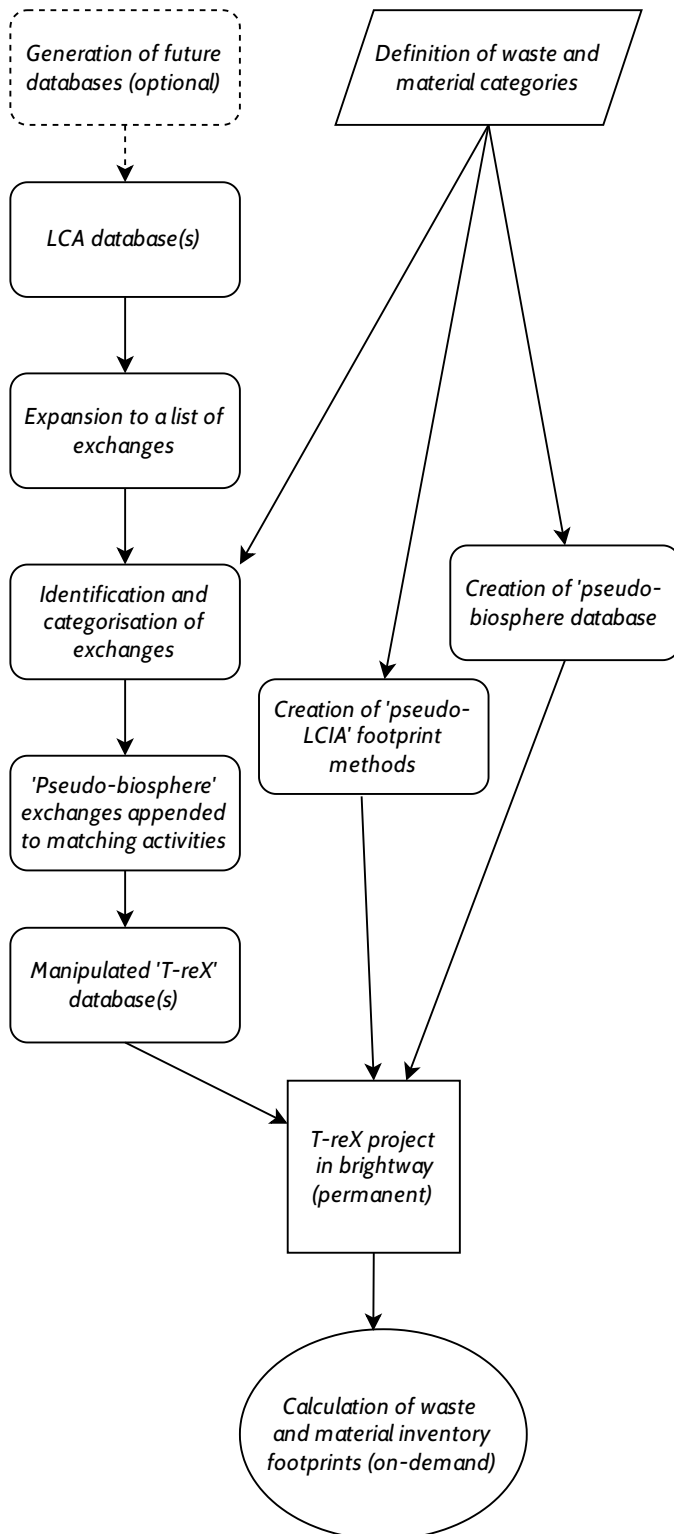 Generation of future
databases (optional)
Definition of waste and
material categories
LCA database(s)
Expansion to a list of
exchanges
Identification and
categorisation of
exchanges
Creation of 'pseudo-
biosphere database
Creation of 'pseudo-
LCIA' footprint
methods
'Pseudo-biosphere'
exchanges appended
to matching activities
Manipulated 'T-reX'
database(s)
T-reX project
in brightway
(permanent)
Calculation of waste
and material inventory
footprints (on-demand)